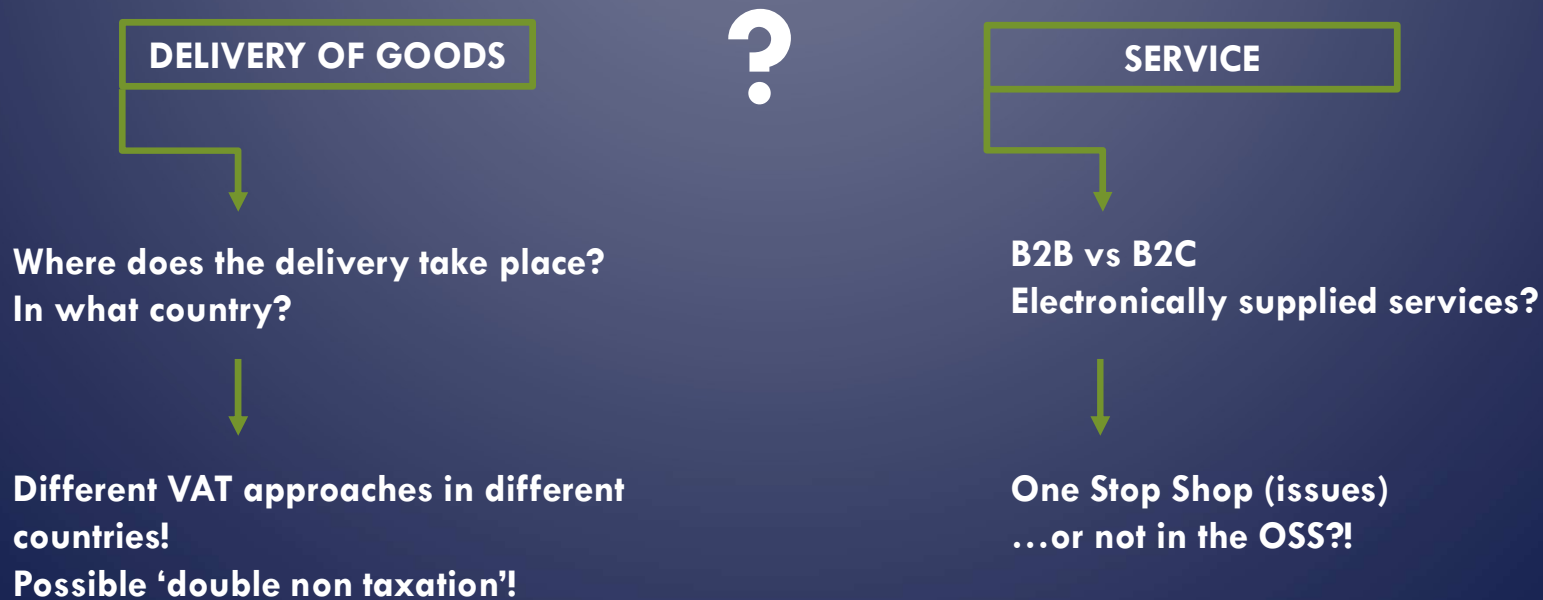 DELIVERY OF GOODS
?
SERVICE
Where does the delivery take place?
In what country?
B2B vs B2C
Electronically supplied services?
Different VAT approaches in different
countries!
Possible ‘double non taxation’!
One Stop Shop (issues)
…or not in the OSS?!